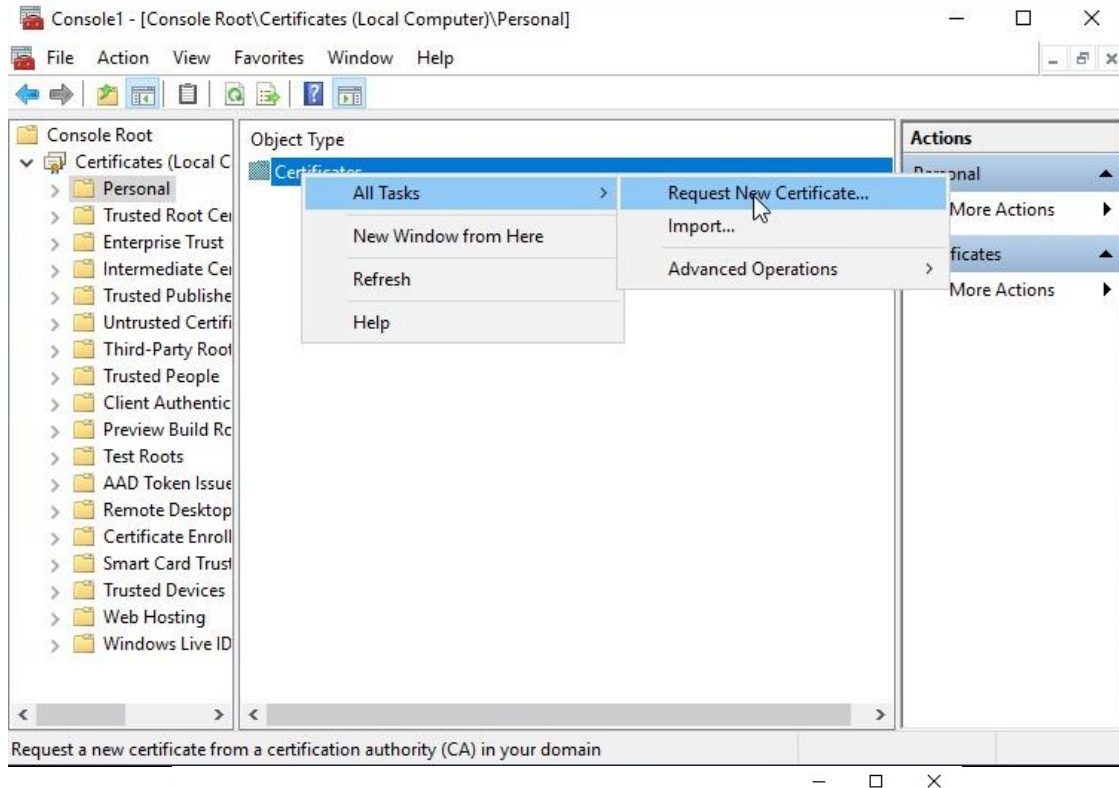 Console1 - [Console Root\Certificates (Local Computer)\Personal]
File Action View Favorites Window Help
Console Root
Certificates (Local C
Personal
Trusted Root Cer
Enterprise Trust
Intermediate Cer
Trusted Publishe
Untrusted Certifi
Third-Party Root
Trusted People
Client Authentic
Preview Build Ro
Test Roots
AAD Token Issue
Remote Desktop
Certificate Enroll
Smart Card Trust
Trusted Devices
Web Hosting
Windows Live ID
Object Type
Certificates
All Tasks
New Window from Here
Refresh
Help
Request New Certificate...
Import...
Advanced Operations
Actions
Personal
More Actions
ficates
More Actions
Request a new certificate from a certification authority (CA) in your domain